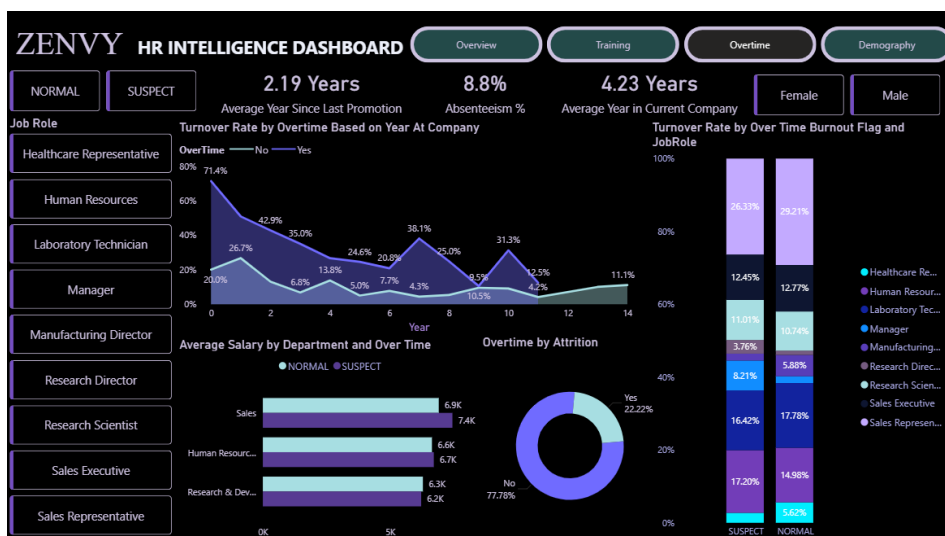 ZENVY HR INTELLIGENCE DASHBOARD
Overview
Training
Overtime
Demography
NORMAL
SUSPECT
2.19 Years
Average Year Since Last Promotion
8.8%
Absenteeism %
4.23 Years
Average Year in Current Company
Female
Male
Job Role
Healthcare Representative
Human Resources
Laboratory Technician
Manager
Manufacturing Director
Research Director
Research Scientist
Sales Executive
Sales Representative
Turnover Rate by Overtime Based on Year At Company
OverTime No Yes
80%
60%
40%
20%
0%
71.4%
42.9%
35.0%
24.6%
20.8%
38.1%
25.0%
9.5%
31.3%
12.5%
20.0%
26.7%
6.8%
13.8%
5.0%
7.7%
4.3%
10.5%
4.2%
11.1%
0 2 4 6 8 10 12 14
Year
Average Salary by Department and Over Time
NORMAL SUSPECT
Sales
6.9K
7.4K
Human Resourc...
6.6K
6.7K
Research & Dev...
6.3K
6.2K
0K 5K
Overtime by Attrition
Yes
22.22%
No
77.78%
Turnover Rate by Over Time Burnout Flag and
JobRole
100%
80%
60%
40%
20%
0%
26.33%
12.45%
11.01%
3.76%
8.21%
16.42%
17.20%
29.21%
12.77%
10.74%
5.88%
17.78%
14.98%
5.62%
SUSPECT NORMAL
Healthcare Re...
Human Resour...
Laboratory Tec...
Manager
Manufacturing...
Research Direc...
Research Scien...
Sales Executive
Sales Represen...